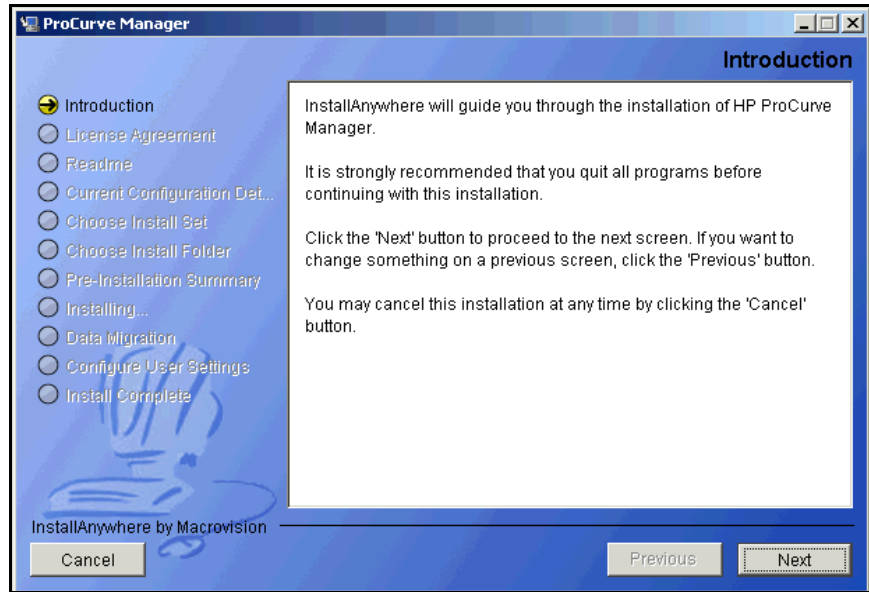 ProCurve Manager
Introduction
Introduction
License Agreement
Readme
Current Configuration Det...
Choose Install Set
Choose Install Folder
Pre-Installation Summary
Installing...
Data Migration
Configure User Settings
Install Complete
InstallAnywhere will guide you through the installation of HP ProCurve
Manager.
It is strongly recommended that you quit all programs before
continuing with this installation.
Click the 'Next' button to proceed to the next screen. If you want to
change something on a previous screen, click the 'Previous' button.
You may cancel this installation at any time by clicking the 'Cancel'
button.
InstallAnywhere by Macrovision
Cancel
Previous
Next